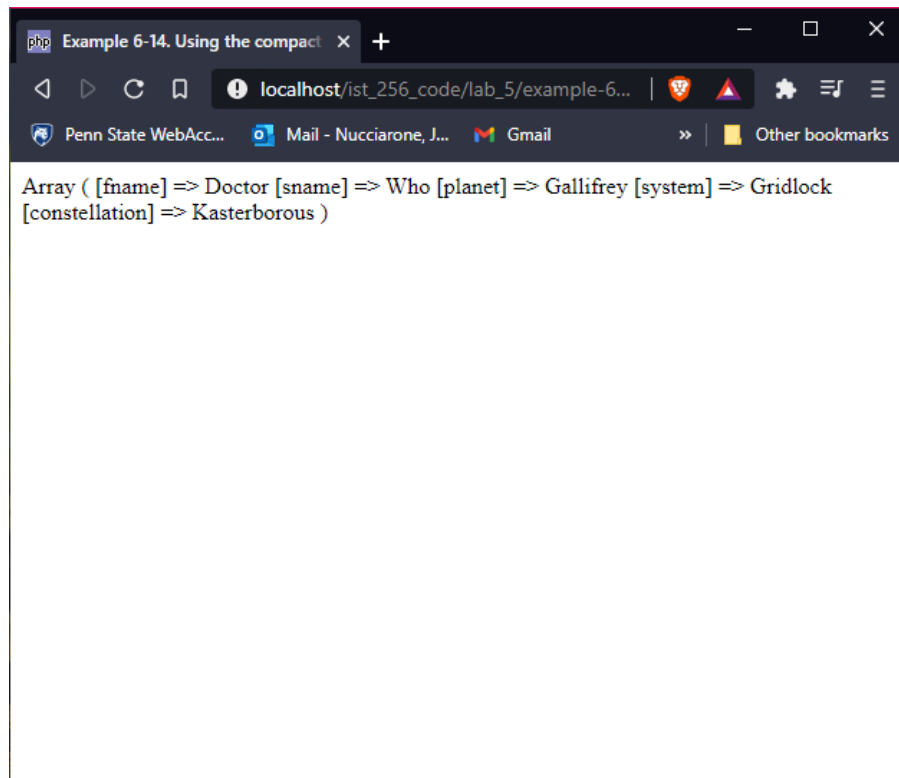 php Example 6-14. Using the compact
localhost/ist_256_code/lab_5/example-6...
Penn State WebAcc... Mail - Nucciarone, J... Gmail » Other bookmarks
Array ( [fname] => Doctor [sname] => Who [planet] => Gallifrey [system] => Gridlock
[constellation] => Kasterborous )